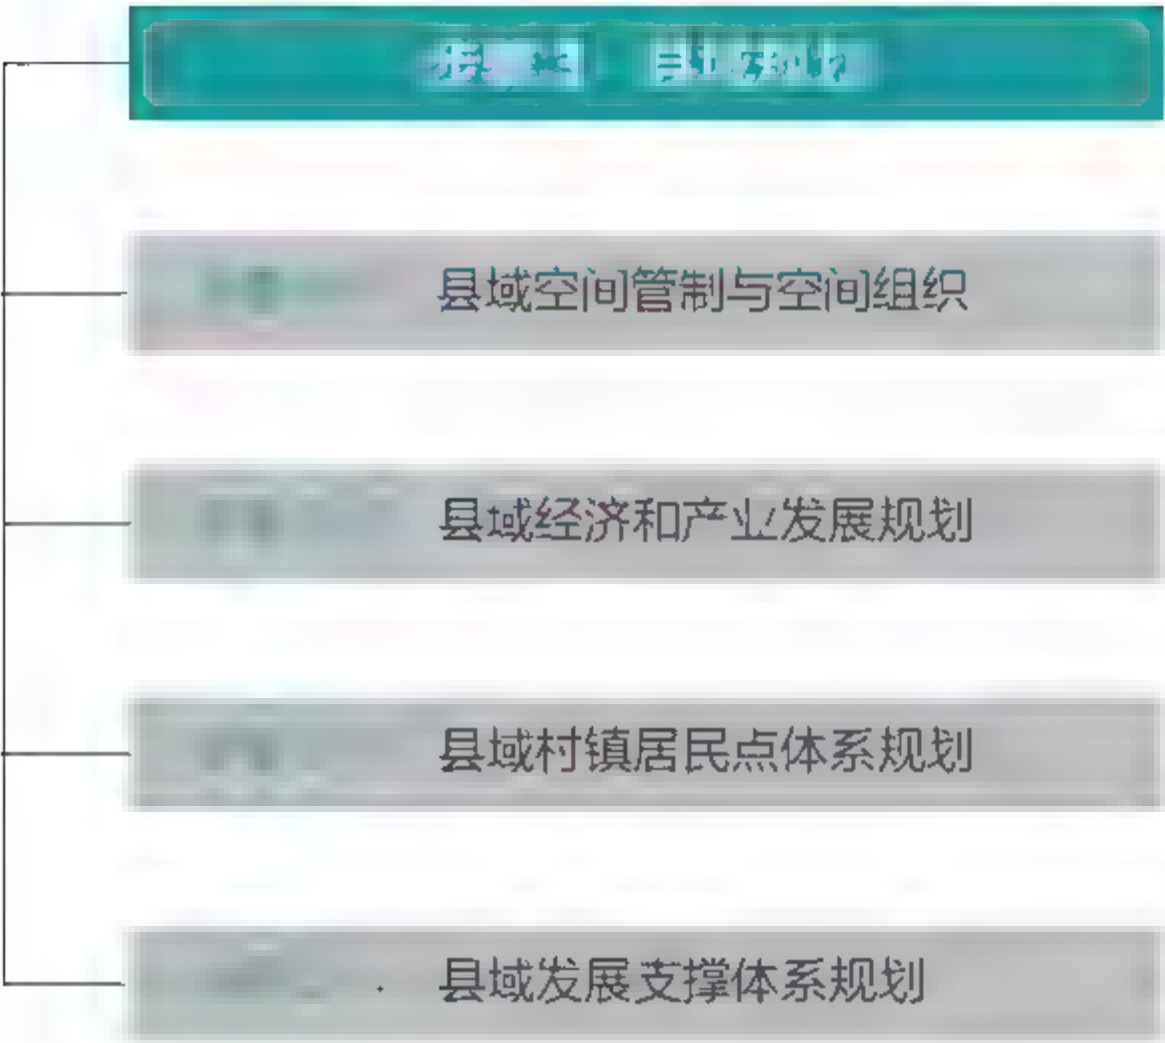 县域空间管制与空间组织
县域经济和产业发展规划
县域村镇居民点体系规划
县域发展支撑体系规划